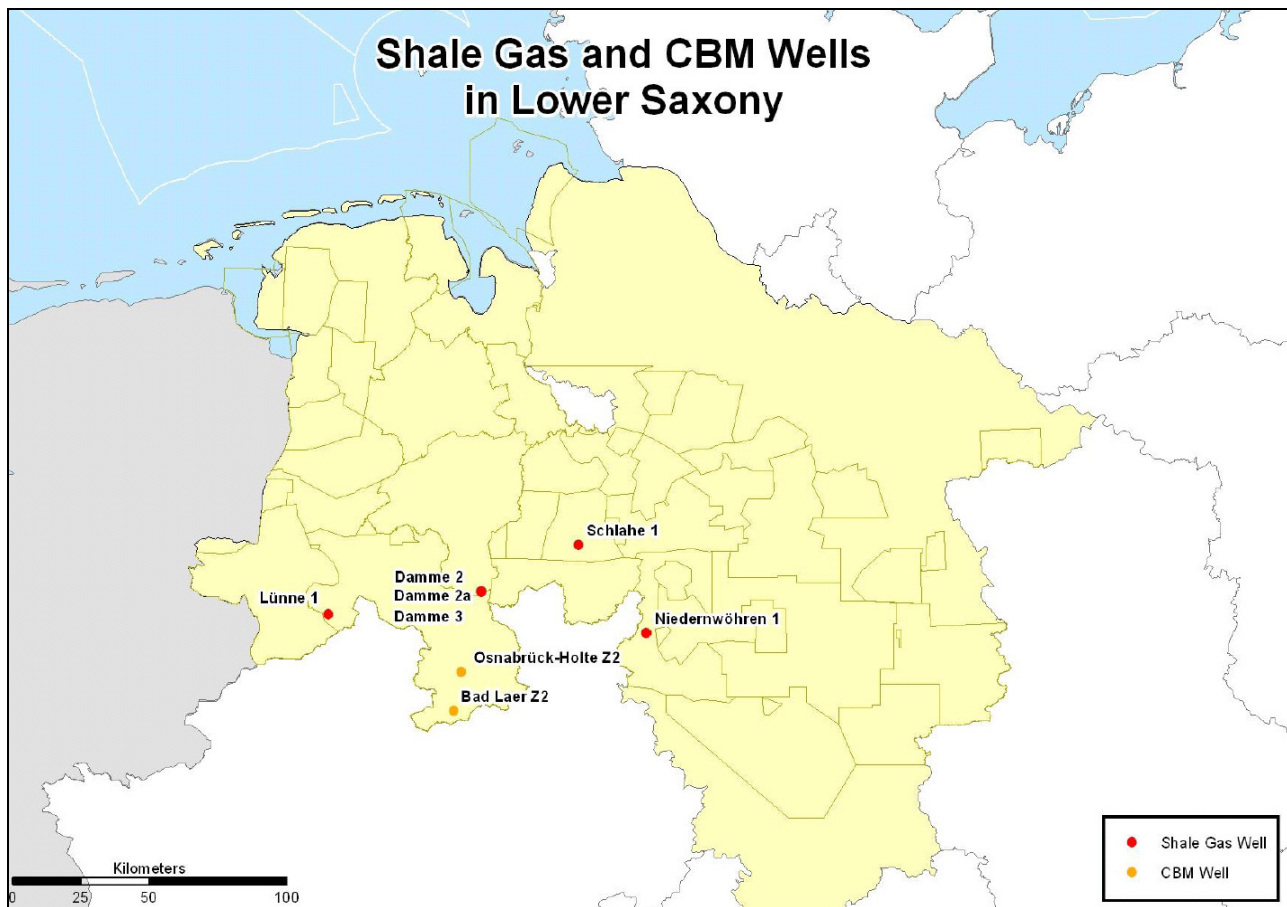 Shale Gas and CBM Wells
in Lower Saxony
Schlahe 1
Damme 2
Damme 2a
Damme 3
Lünne 1
Niedernwöhren 1
Osnabrück-Holte Z2
Bad Laer Z2
Kilometers
0 25 50 100
Shale Gas Well
CBM Well